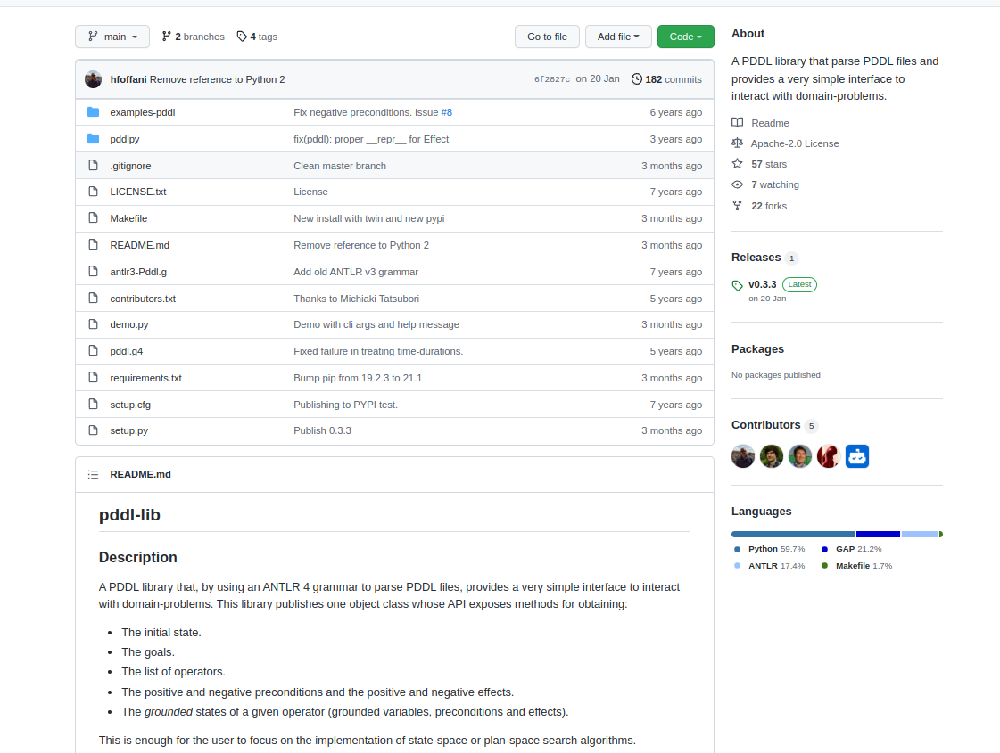 main 2 branches 4 tags Go to file Add file Code
hfoffani Remove reference to Python 2 6f2827c on 20 Jan 182 commits
examples-pddl Fix negative preconditions. issue #8 6 years ago
pddlpy fix(pddl): proper __repr__ for Effect 3 years ago
.gitignore Clean master branch 3 months ago
LICENSE.txt License 7 years ago
Makefile New install with twin and new pypi 3 months ago
README.md Remove reference to Python 2 3 months ago
antlr3-Pddl.g Add old ANTLR v3 grammar 7 years ago
contributors.txt Thanks to Michiaki Tatsubori 5 years ago
demo.py Demo with cli args and help message 3 months ago
pddl.g4 Fixed failure in treating time-durations. 5 years ago
requirements.txt Bump pip from 19.2.3 to 21.1 3 months ago
setup.cfg Publishing to PYPI test. 7 years ago
setup.py Publish 0.3.3 3 months ago
README.md
pddl-lib
Description
A PDDL library that, by using an ANTLR 4 grammar to parse PDDL files, provides a very simple interface to interact
with domain-problems. This library publishes one object class whose API exposes methods for obtaining:
• The initial state.
• The goals.
• The list of operators.
• The positive and negative preconditions and the positive and negative effects.
• The grounded states of a given operator (grounded variables, preconditions and effects).
This is enough for the user to focus on the implementation of state-space or plan-space search algorithms.
About
A PDDL library that parse PDDL files and
provides a very simple interface to
interact with domain-problems.
Readme
Apache-2.0 License
57 stars
7 watching
22 forks
Releases 1
v0.3.3 Latest
on 20 Jan
Packages
No packages published
Contributors 5
Languages
Python 59.7% GAP 21.2%
ANTLR 17.4% Makefile 1.7%